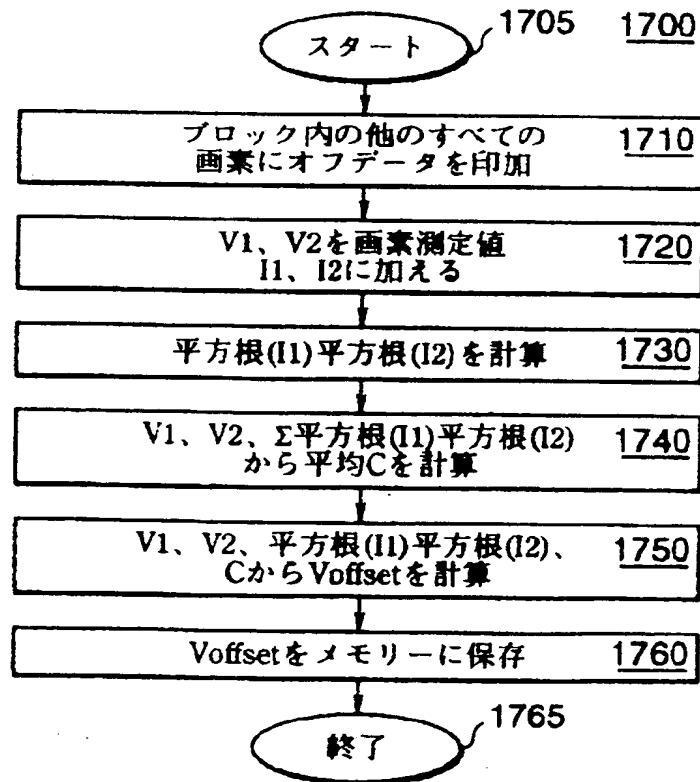 スタート
1705
1700
ブロック内の他のすべての
画素にオフデータを印加
1710
V1、V2を画素測定値
I1、I2に加える
1720
平方根(I1)平方根(I2)を計算
1730
V1、V2、Σ平方根(I1)平方根(I2)
から平均Cを計算
1740
V1、V2、平方根(I1)平方根(I2)、
CからVoffsetを計算
1750
Voffsetをメモリーに保存
1760
終了
1765